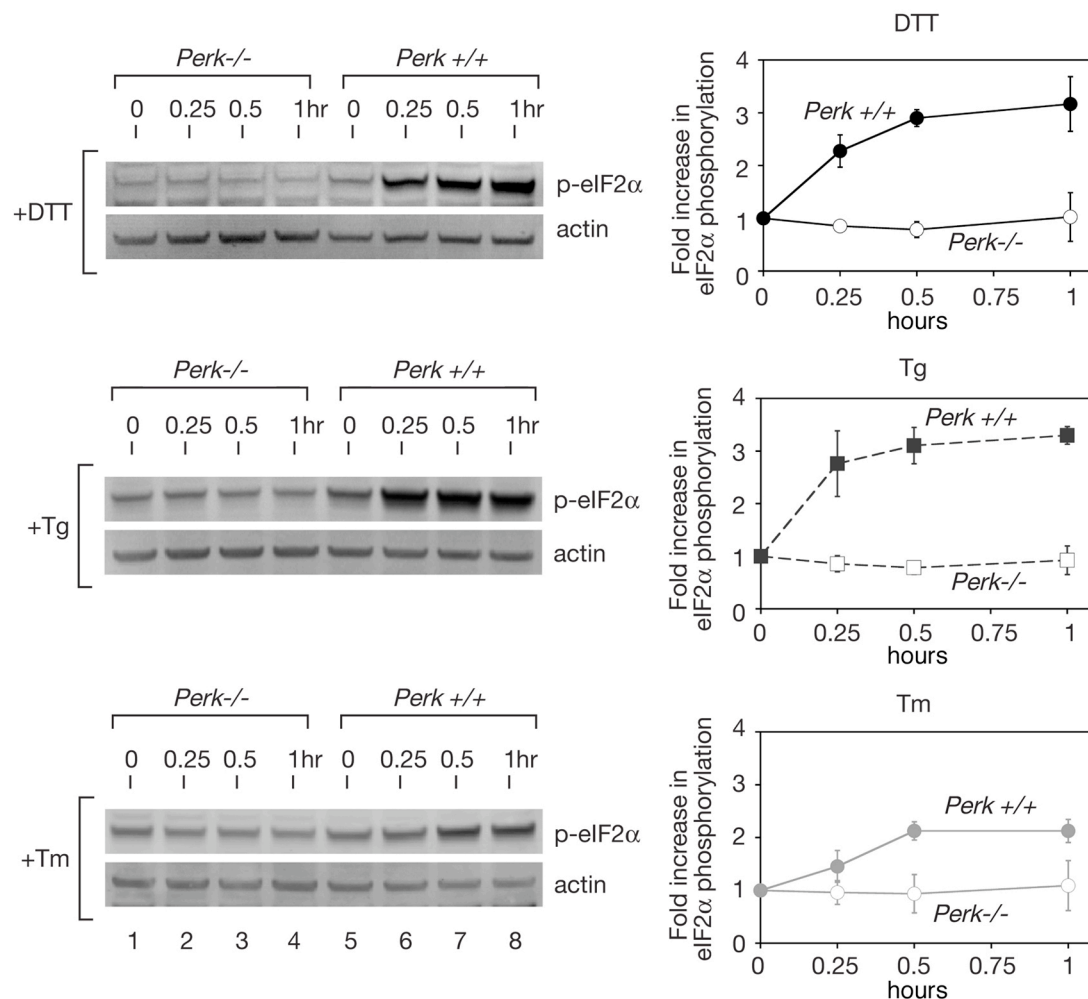 Perk-/- Perk +/+
0 0.25 0.5 1hr 0 0.25 0.5 1hr
+DTT
p-eIF2α
actin
DTT
Fold increase in
eIF2α phosphorylation
4
3
2
1
0
Perk +/+
Perk-/-
0 0.25 0.5 0.75 1
hours
Perk-/- Perk +/+
0 0.25 0.5 1hr 0 0.25 0.5 1hr
+Tg
p-eIF2α
actin
Tg
Fold increase in
eIF2α phosphorylation
4
3
2
1
0
Perk +/+
Perk-/-
0 0.25 0.5 0.75 1
hours
Perk-/- Perk +/+
0 0.25 0.5 1hr 0 0.25 0.5 1hr
+Tm
p-eIF2α
actin
1 2 3 4 5 6 7 8
Tm
Fold increase in
eIF2α phosphorylation
4
3
2
1
0
Perk +/+
Perk-/-
0 0.25 0.5 0.75 1
hours